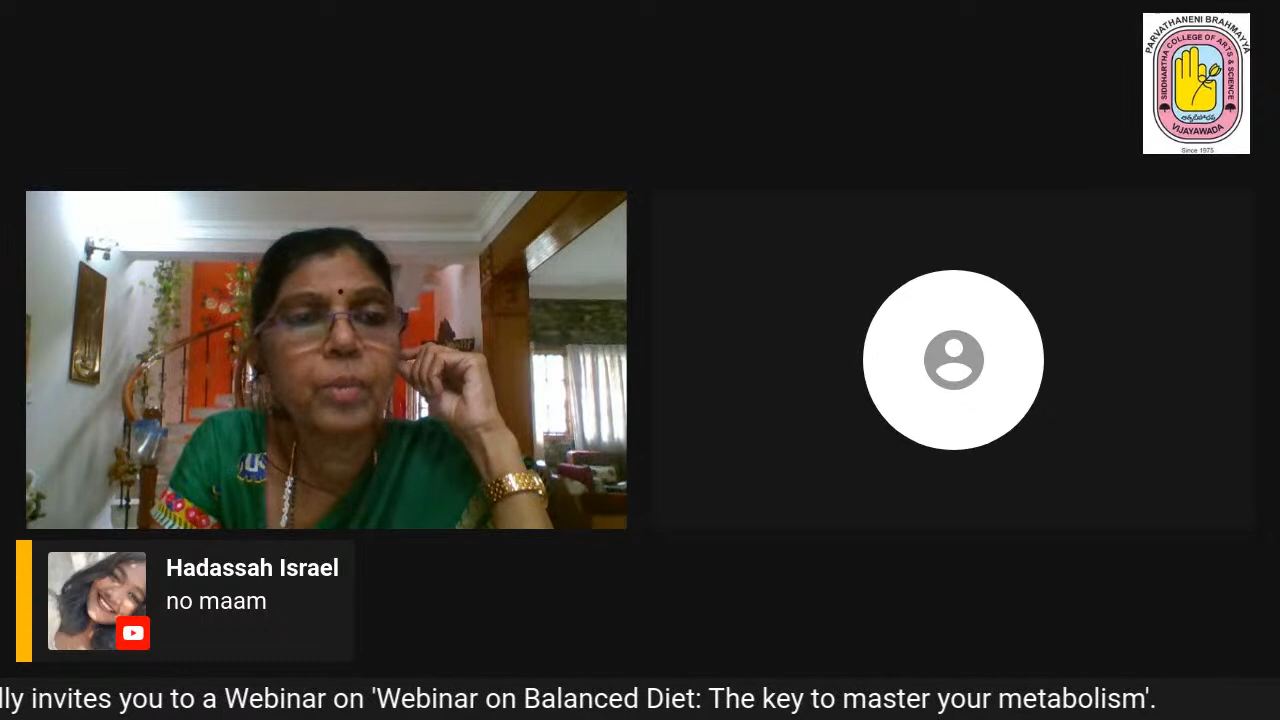 PARVATHANENI BRAHMAYYA
SIDDHARTHA COLLEGE OF ARTS & SCIENCE
VIJAYAWADA
Since 1975
Hadassah Israel
no maam
lly invites you to a Webinar on 'Webinar on Balanced Diet: The key to master your metabolism'.